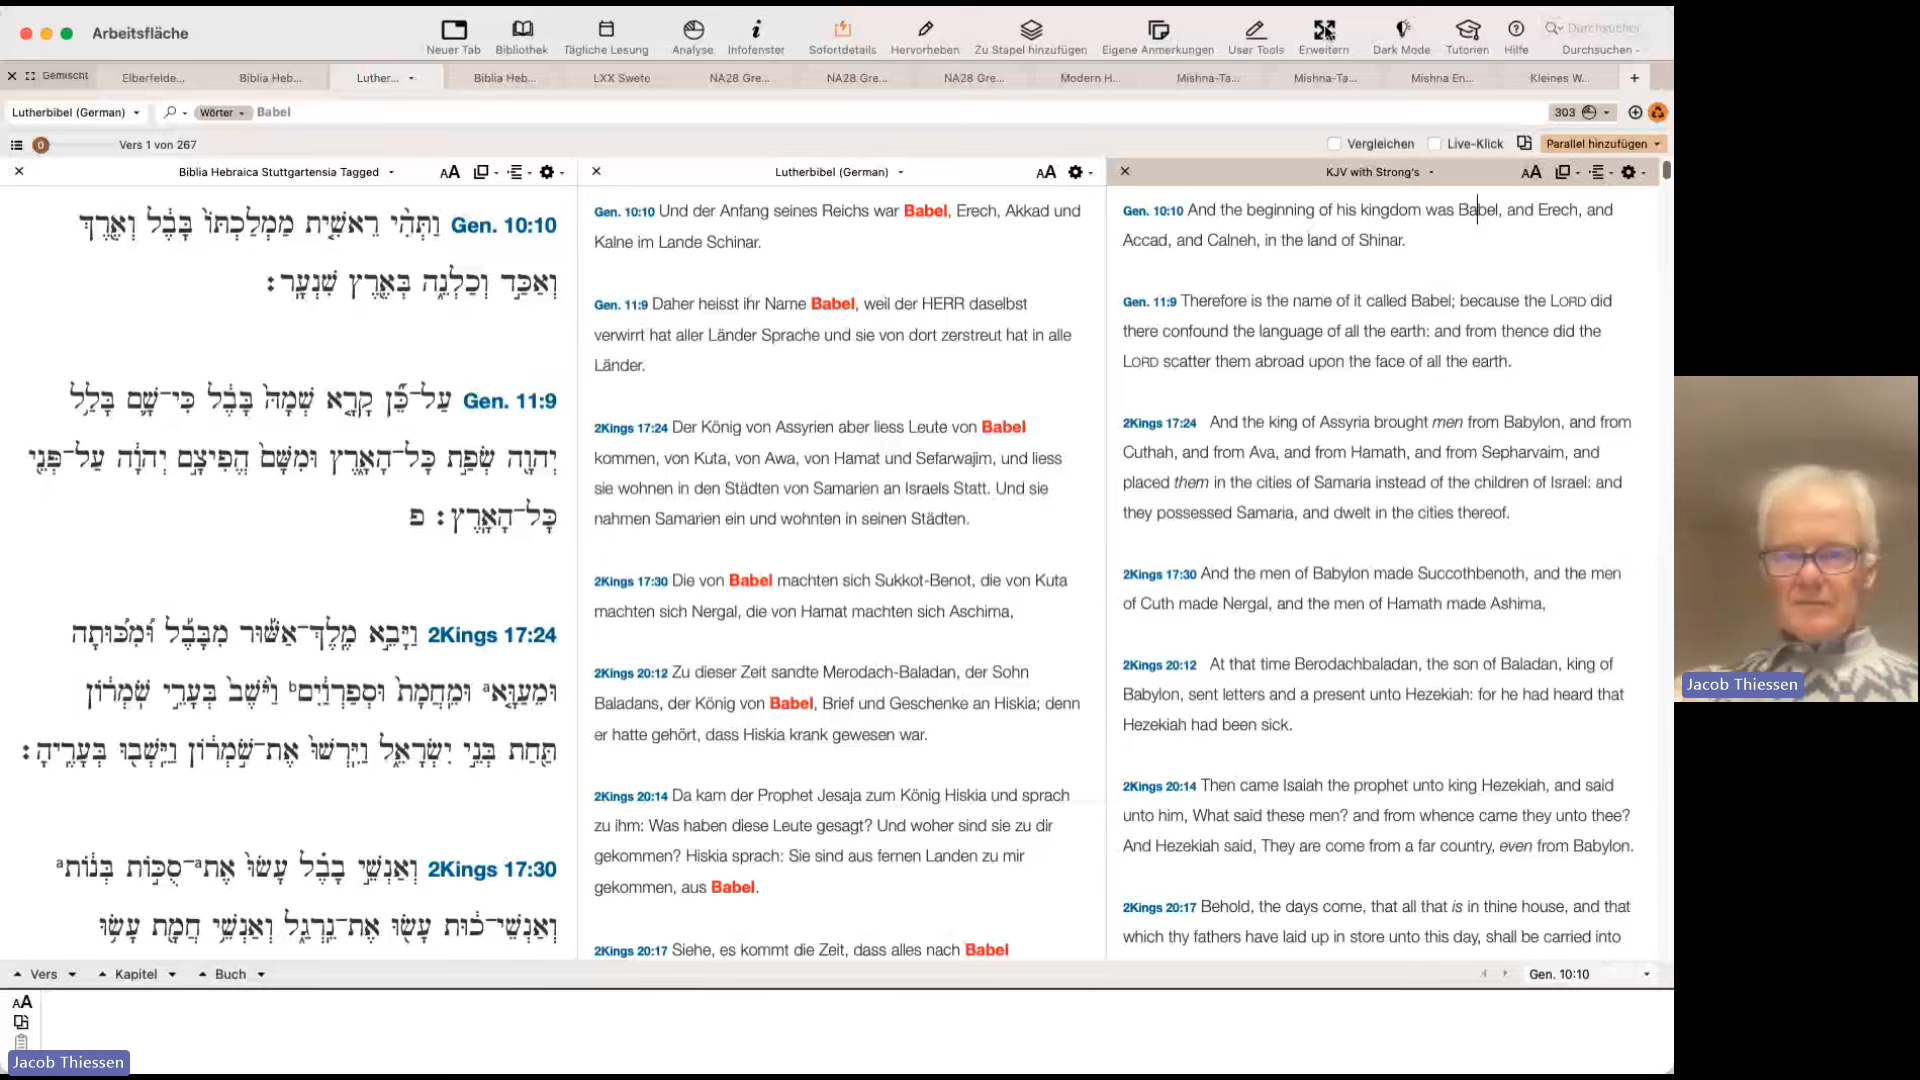 Arbeitsfläche
Neuer Tab
Bibliothek
Tägliche Lesung
Analyse
Infofenster
Sofortdetails
Hervorheben
Zu Stapel hinzufügen
Eigene Anmerkungen
User Tools
Erweitern
Dark Mode
Tutorien
Hilfe
Durchsuchen
Durchsuchen
Gemischt
Elberfelde...
Biblia Heb...
Luther...
Biblia Heb...
LXX Swete
NA28 Gre...
NA28 Gre...
NA28 Gre...
Modern H...
Mishna-Ta...
Mishna-Ta...
Mishna En...
Kleines W...
Lutherbibel (German)
Wörter
Babel
303
0
Vers 1 von 267
Vergleichen
Live-Klick
Parallel hinzufügen
Biblia Hebraica Stuttgartensia Tagged
AA
Gen. 10:10 וַתְּהִ֨י רֵאשִׁ֤ית מַמְלַכְתּוֹ֙ בָּבֶ֔ל וְאֶ֖רֶךְ
וְאַכַּ֣ד וְכַלְנֵ֑ה בְּאֶ֖רֶץ שִׁנְעָֽר׃
Gen. 11:9 עַל־כֵּ֞ן קָרָ֤א שְׁמָהּ֙ בָּבֶ֔ל כִּי־שָׁ֛ם בָּלַ֥ל
יְהוָ֖ה שְׂפַ֣ת כָּל־הָאָ֑רֶץ וּמִשָּׁם֙ הֱפִיצָ֣ם יְהוָ֔ה עַל־פְּנֵ֖י
כָּל־הָאָֽרֶץ׃ פ
2Kings 17:24 וַיָּבֵ֣א מֶֽלֶךְ־אַשּׁ֡וּר מִבָּבֶ֡ל וּ֠מִכּוּתָה
וּמֵעַוָּ֤א a וּמֵֽחֲמָת֙ וּסְפַרְוַ֔יִם b וַיֹּ֙שֶׁב֙ בְּעָרֵ֣י שֹֽׁמְר֔וֹן
תַּ֖חַת בְּנֵ֣י יִשְׂרָאֵ֑ל וַיִּֽרְשׁוּ֙ אֶת־שֹׁ֣מְר֔וֹן וַיֵּֽשְׁב֖וּ בְּעָרֶֽיהָ׃
2Kings 17:30 וְאַנְשֵׁ֣י בָבֶ֗ל עָשׂוּ֙ אֶת־ a סֻכּ֣וֹת בְּנ֔וֹת a
וְאַנְשֵׁי־כ֔וּת עָשׂ֖וּ אֶת־נֵֽרְגַ֑ל וְאַנְשֵׁ֥י חֲמָ֖ת עָשׂ֥וּ
Lutherbibel (German)
AA
Gen. 10:10 Und der Anfang seines Reichs war Babel, Erech, Akkad und
Kalne im Lande Schinar.
Gen. 11:9 Daher heisst ihr Name Babel, weil der HERR daselbst
verwirrt hat aller Länder Sprache und sie von dort zerstreut hat in alle
Länder.
2Kings 17:24 Der König von Assyrien aber liess Leute von Babel
kommen, von Kuta, von Awa, von Hamat und Sefarwajim, und liess
sie wohnen in den Städten von Samarien an Israels Statt. Und sie
nahmen Samarien ein und wohnten in seinen Städten.
2Kings 17:30 Die von Babel machten sich Sukkot-Benot, die von Kuta
machten sich Nergal, die von Hamat machten sich Aschima,
2Kings 20:12 Zu dieser Zeit sandte Merodach-Baladan, der Sohn
Baladans, der König von Babel, Brief und Geschenke an Hiskia; denn
er hatte gehört, dass Hiskia krank gewesen war.
2Kings 20:14 Da kam der Prophet Jesaja zum König Hiskia und sprach
zu ihm: Was haben diese Leute gesagt? Und woher sind sie zu dir
gekommen? Hiskia sprach: Sie sind aus fernen Landen zu mir
gekommen, aus Babel.
2Kings 20:17 Siehe, es kommt die Zeit, dass alles nach Babel
KJV with Strong's
AA
Gen. 10:10 And the beginning of his kingdom was Babel, and Erech, and
Accad, and Calneh, in the land of Shinar.
Gen. 11:9 Therefore is the name of it called Babel; because the LORD did
there confound the language of all the earth: and from thence did the
LORD scatter them abroad upon the face of all the earth.
2Kings 17:24 And the king of Assyria brought men from Babylon, and from
Cuthah, and from Ava, and from Hamath, and from Sepharvaim, and
placed them in the cities of Samaria instead of the children of Israel: and
they possessed Samaria, and dwelt in the cities thereof.
2Kings 17:30 And the men of Babylon made Succothbenoth, and the men
of Cuth made Nergal, and the men of Hamath made Ashima,
2Kings 20:12 At that time Berodachbaladan, the son of Baladan, king of
Babylon, sent letters and a present unto Hezekiah: for he had heard that
Hezekiah had been sick.
2Kings 20:14 Then came Isaiah the prophet unto king Hezekiah, and said
unto him, What said these men? and from whence came they unto thee?
And Hezekiah said, They are come from a far country, even from Babylon.
2Kings 20:17 Behold, the days come, that all that is in thine house, and that
which thy fathers have laid up in store unto this day, shall be carried into
Vers
Kapitel
Buch
Gen. 10:10
AA
Jacob Thiessen
Jacob Thiessen